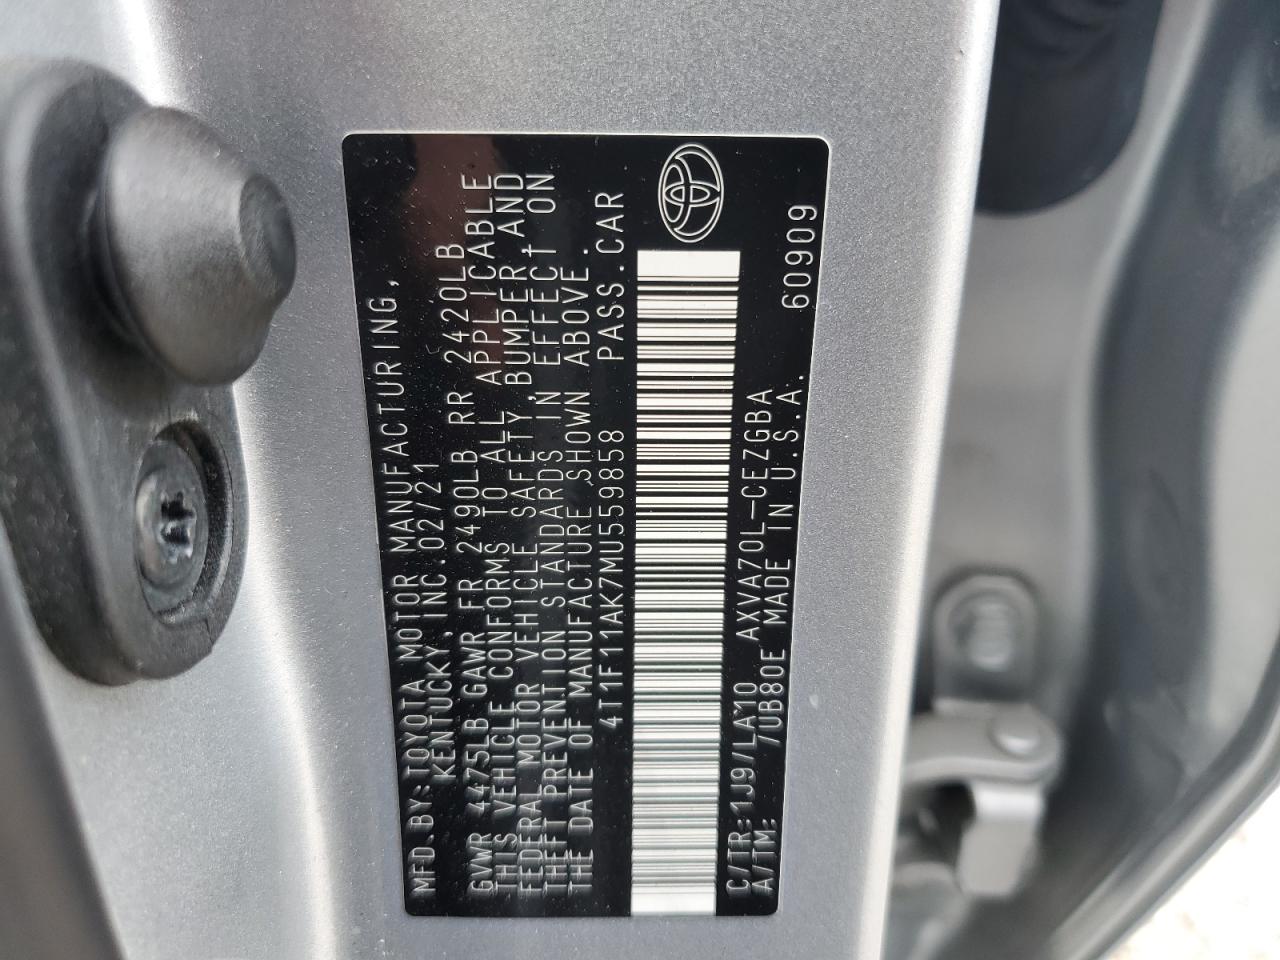 MFD.BY:TOYOTA MOTOR MANUFACTURING,
KENTUCKY, INC.02/21
GVWR 4475LB GAWR FR 2490LB RR 2420LB
THIS VEHICLE CONFORMS TO ALL APPLICABLE
FEDERAL MOTOR VEHICLE SAFETY,BUMPER,AND
THEFT PREVENTION STANDARDS IN EFFECT ON
THE DATE OF MANUFACTURE SHOWN ABOVE.
4T1F11AK7MU559858 PASS.CAR
C/TR:1J9/LA10 AXVA70L-CEZGBA
A/TM: /UB80E MADE IN U.S.A. 60909